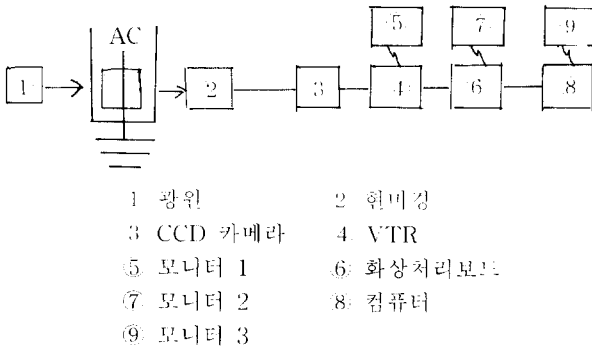 ⑤ ⑦ ⑨
AC
1 2 3 4 6 8
1 광원 2 현미경
3 CCD 카메라 4 VTR
⑤ 모니터 1 ⑥ 화상처리보드
⑦ 모니터 2 ⑧ 컴퓨터
⑨ 모니터 3